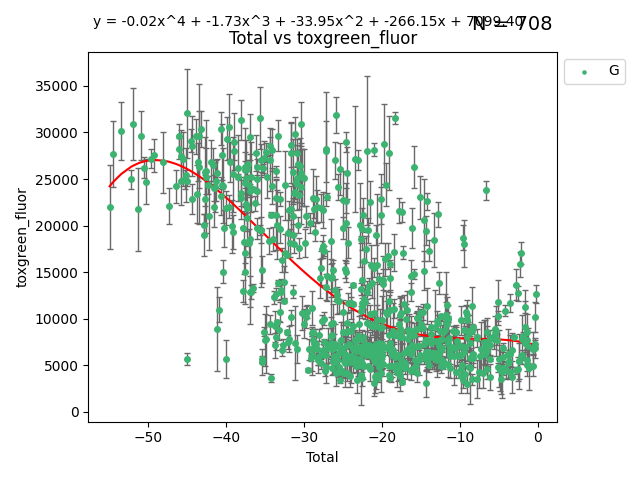 y = -0.02x^4 + -1.73x^3 + -33.95x^2 + -266.15x + 7099.40
N = 708
Total vs toxgreen_fluor
G
toxgreen_fluor
35000
30000
25000
20000
15000
10000
5000
0
−50 −40 −30 −20 −10 0
Total